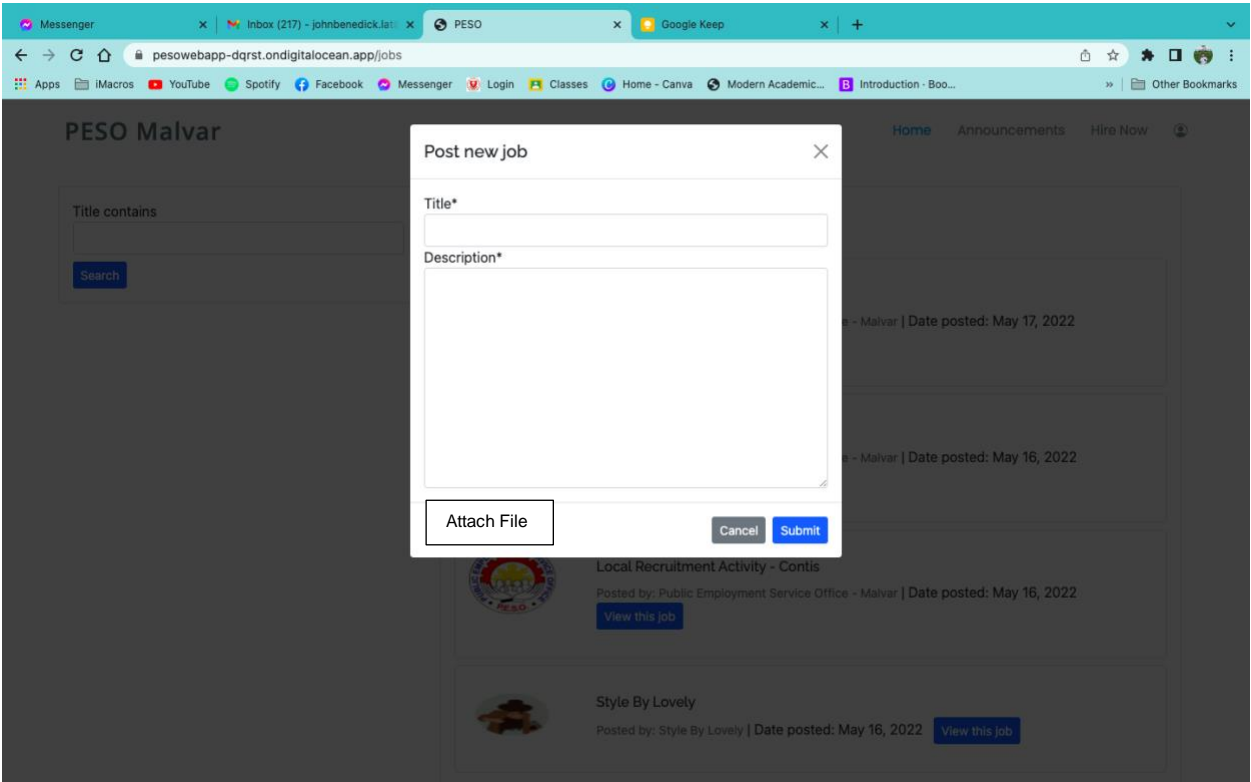 Messenger
Inbox (217) - johnbenedick.lati
PESO
Google Keep
pesowebapp-dqrst.ondigitalocean.app/jobs
Apps iMacros YouTube Spotify Facebook Messenger Login Classes Home - Canva Modern Academic... Introduction - Boo... » Other Bookmarks
PESO Malvar
Home Announcements Hire Now
Post new job
Title*
Description*
Attach File
Cancel Submit
Title contains
Search
e - Malvar | Date posted: May 17, 2022
e - Malvar | Date posted: May 16, 2022
PESO
Local Recruitment Activity - Contis
Posted by: Public Employment Service Office - Malvar | Date posted: May 16, 2022
View this job
Style By Lovely
Posted by: Style By Lovely | Date posted: May 16, 2022 View this job